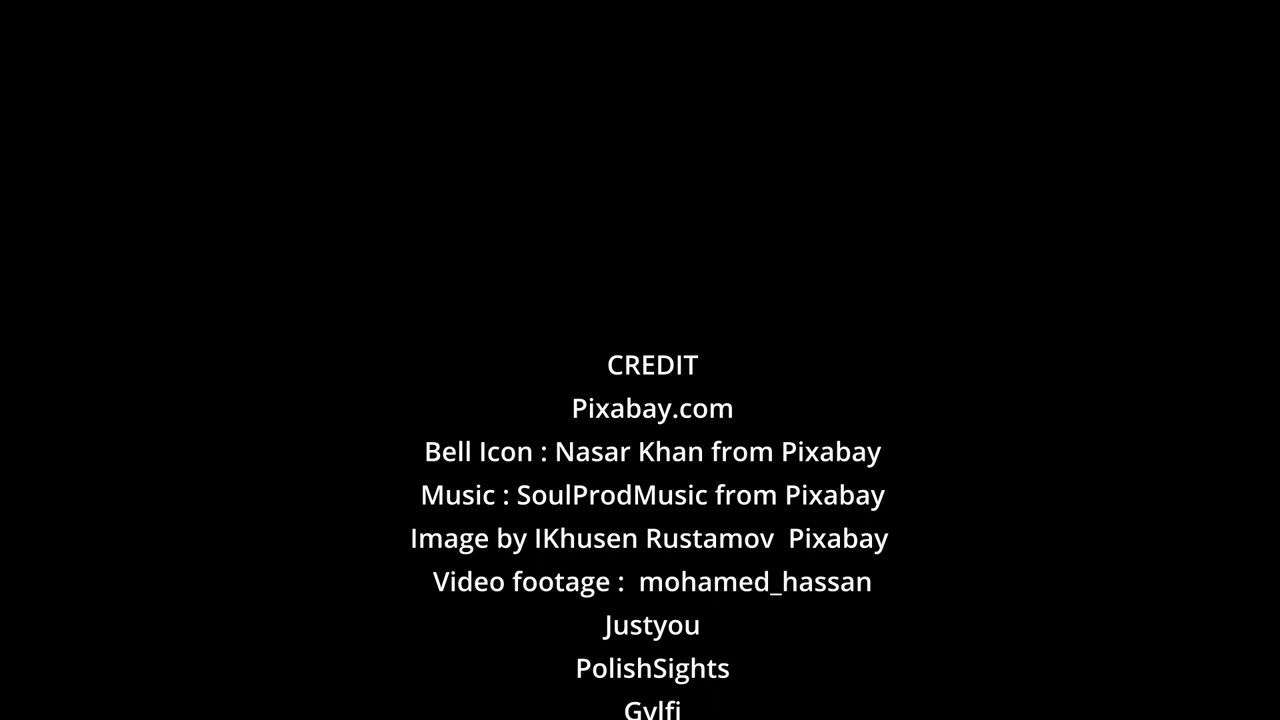 CREDIT
Pixabay.com
Bell Icon : Nasar Khan from Pixabay
Music : SoulProdMusic from Pixabay
Image by IKhusen Rustamov  Pixabay
Video footage :  mohamed_hassan
Justyou
PolishSights
Gylfi